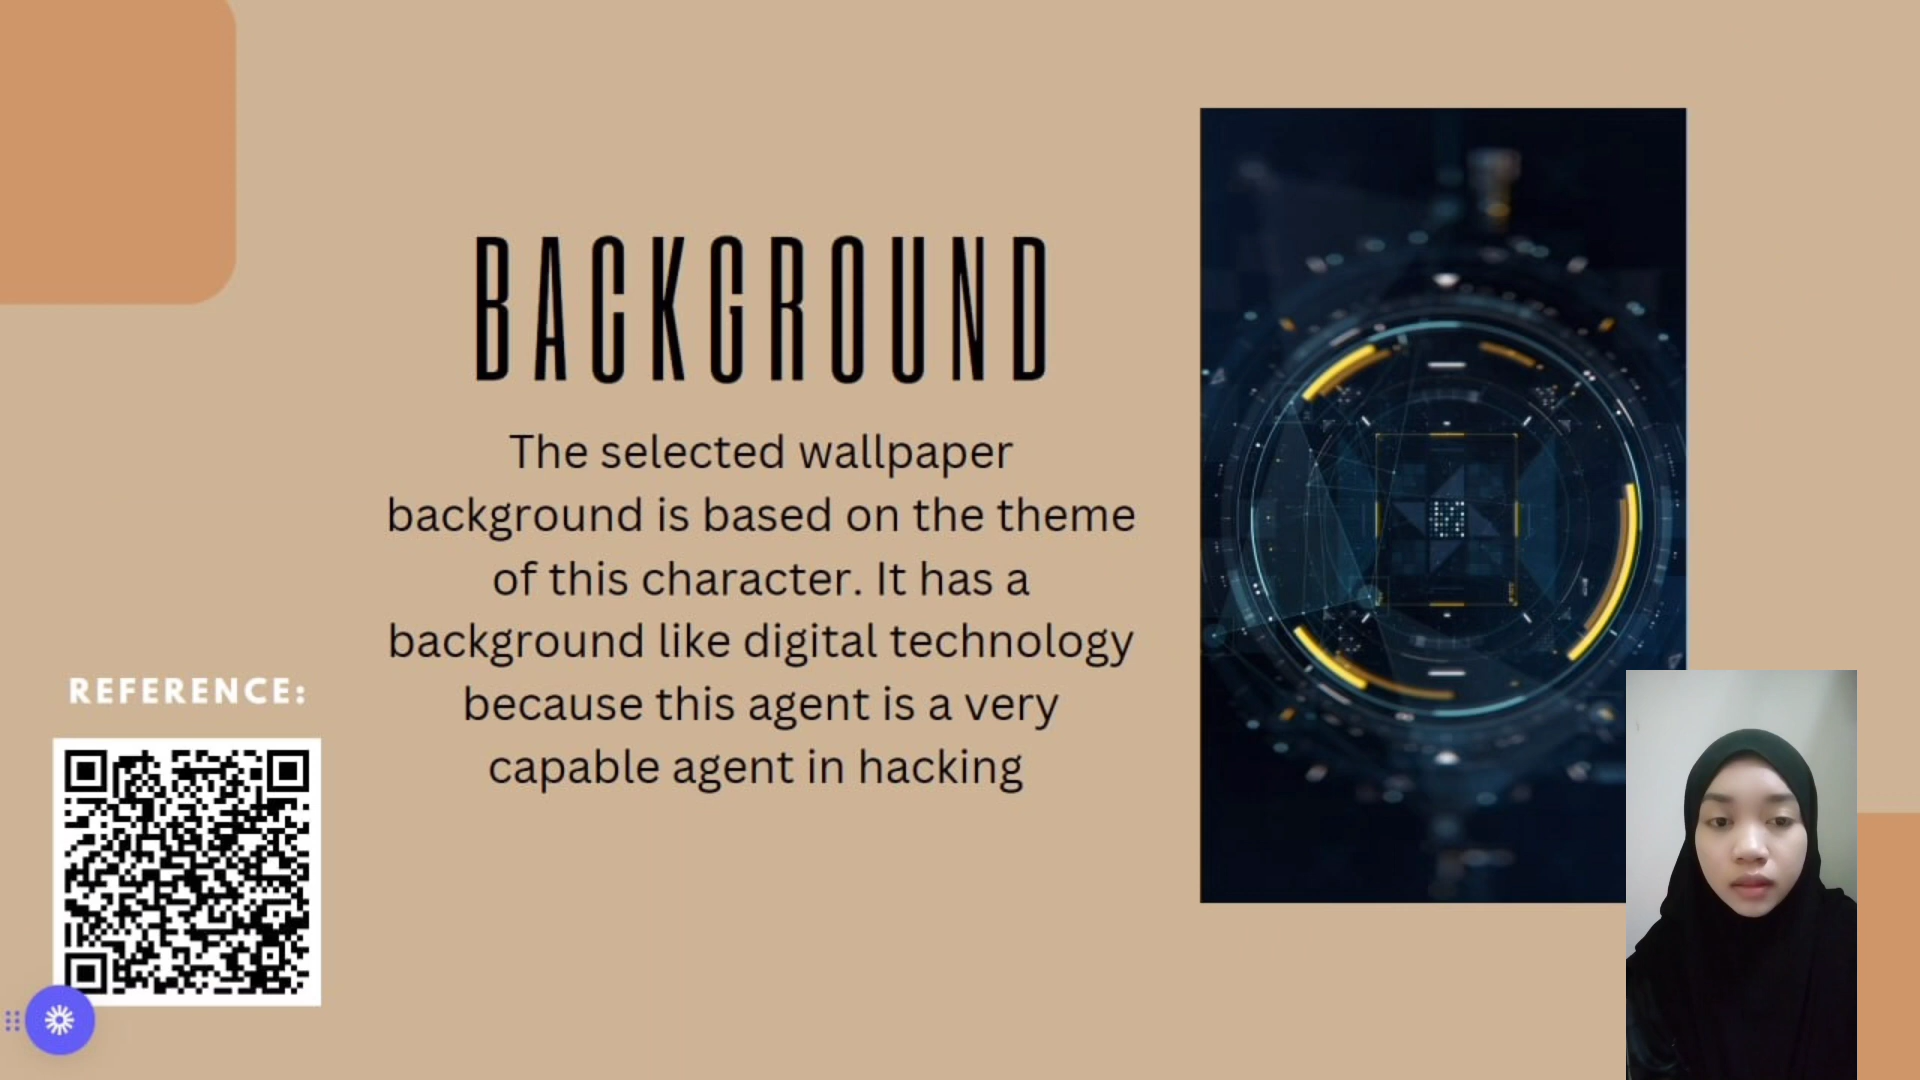 BACKGROUND
The selected wallpaper
background is based on the theme
of this character. It has a
background like digital technology
because this agent is a very
capable agent in hacking
REFERENCE: